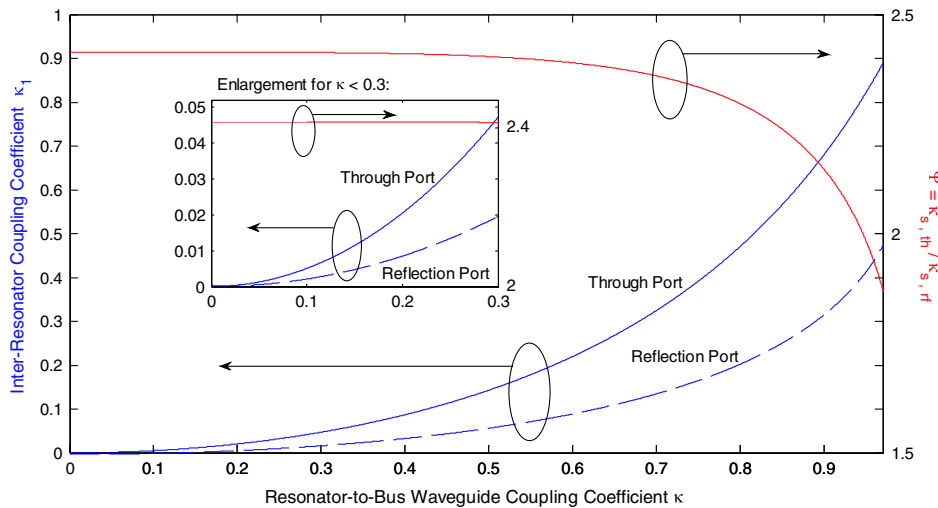 1
0.9
0.8
0.7
0.6
0.5
0.4
0.3
0.2
0.1
0
Inter-Resonator Coupling Coefficient κ1
2.5
2
1.5
Ψ = κs, th / κs, rf
Enlargement for κ < 0.3:
0.05
0.04
0.03
0.02
0.01
0
2.4
2
Through Port
Reflection Port
0 0.1 0.2 0.3
Through Port
Reflection Port
0 0.1 0.2 0.3 0.4 0.5 0.6 0.7 0.8 0.9
Resonator-to-Bus Waveguide Coupling Coefficient κ